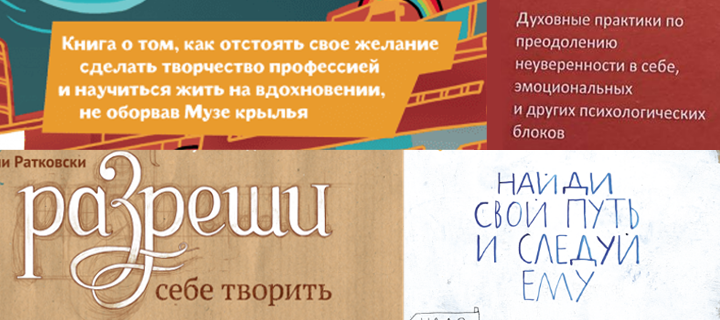 Книга о том, как отстоять свое желание
сделать творчество профессией
и научиться жить на вдохновении,
не оборвав Музе крылья
Духовные практики по
преодолению
неуверенности в себе,
эмоциональных
и других психологических
блоков
ни Ратковски
разреши
себе творить
НАЙДИ
СВОЙ ПУТЬ
И СЛЕДУЙ
ЕМУ